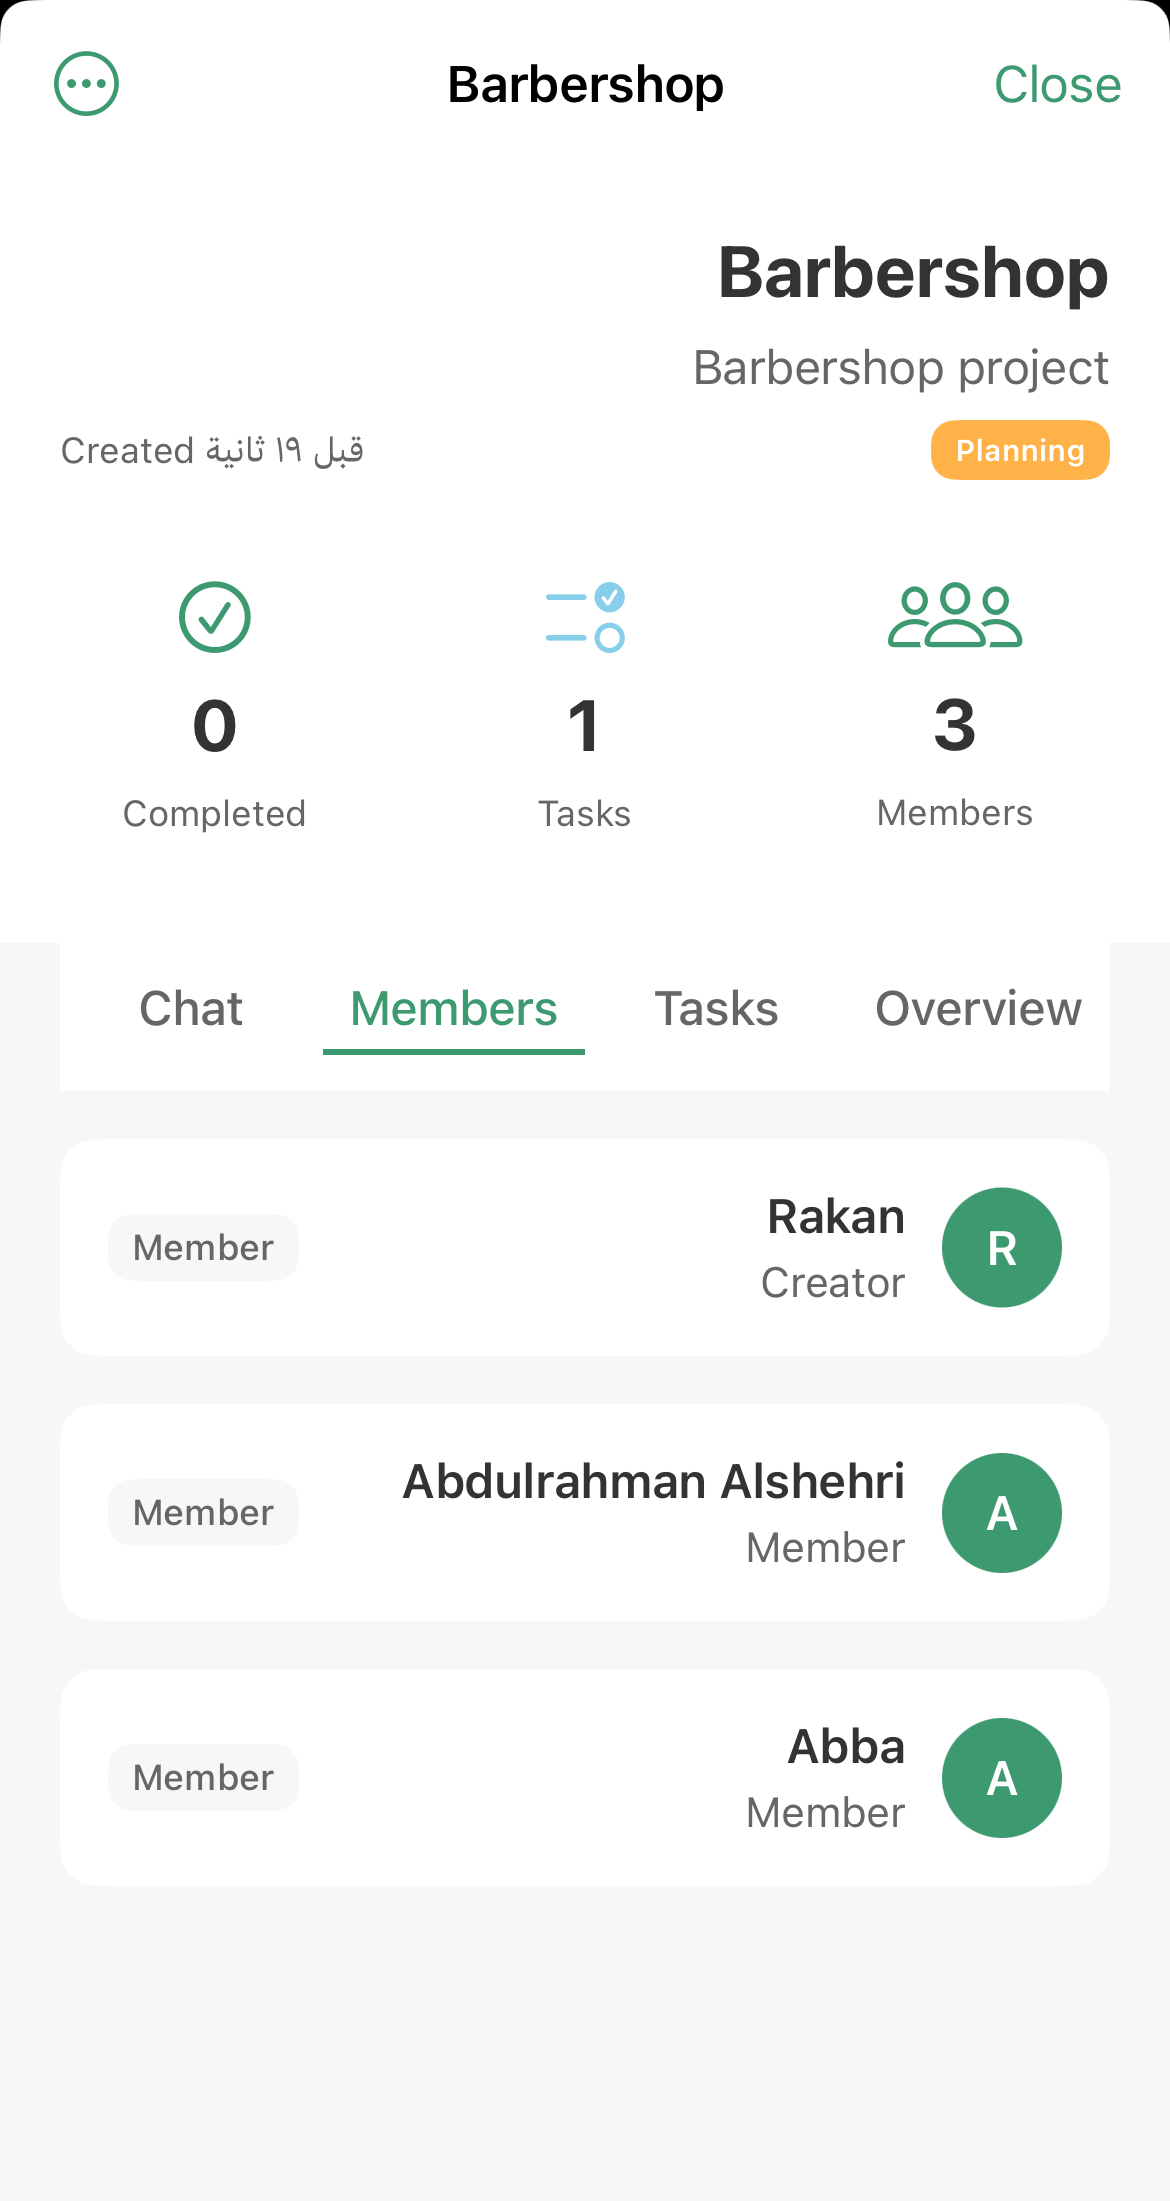 Barbershop
Close
Barbershop
Barbershop project
Created قبل ١٩ ثانية
Planning
0
1
3
Completed
Tasks
Members
Chat
Members
Tasks
Overview
Member
Rakan
Creator
R
Member
Abdulrahman Alshehri
Member
A
Member
Abba
Member
A